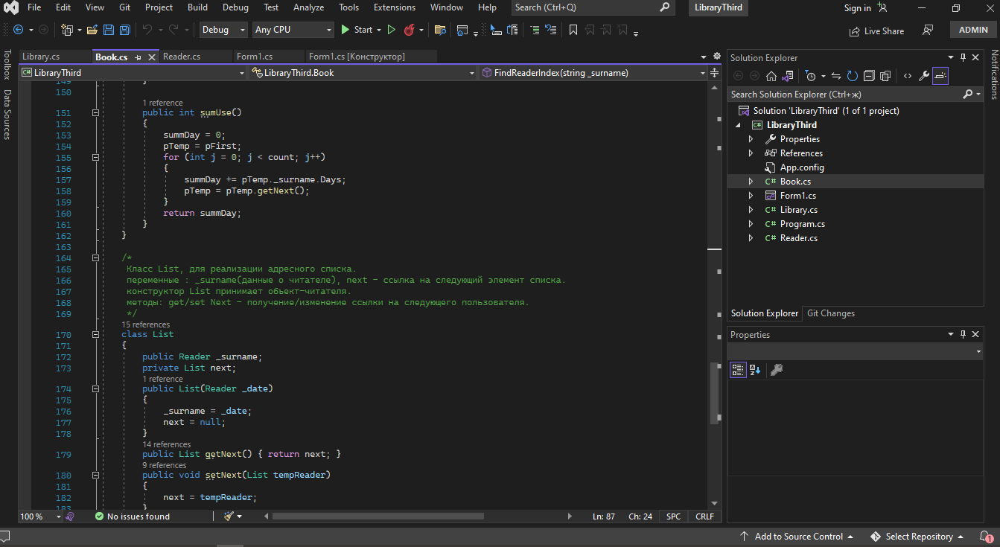 File Edit View Git Project Build Debug Test Analyze Tools Extensions Window Help Search (Ctrl+Q) LibraryThird Sign in
Debug Any CPU Start Live Share ADMIN
Library.cs Book.cs Reader.cs Form1.cs Form1.cs [Конструктор]
LibraryThird LibraryThird.Book FindReaderIndex(string _surname)
Toolbox
Data Sources
149 }
150
1 reference
151 public int sumUse()
152 {
153 summDay = 0;
154 pTemp = pFirst;
155 for (int j = 0; j < count; j++)
156 {
157 summDay += pTemp._surname.Days;
158 pTemp = pTemp.getNext();
159 }
160 return summDay;
161 }
162 }
163
164 /*
165 Класс List, для реализации адресного списка.
166 переменные : _surname(данные о читателе), next - ссылка на следующий элемент списка.
167 конструктор List принимает объект-читателя.
168 методы: get/set Next - получение/изменение ссылки на следующего пользователя.
169 */
15 references
170 class List
171 {
172 public Reader _surname;
173 private List next;
1 reference
174 public List(Reader _date)
175 {
176 _surname = _date;
177 next = null;
178 }
14 references
179 public List getNext() { return next; }
9 references
180 public void setNext(List tempReader)
181 {
182 next = tempReader;
183 }
100 % No issues found Ln: 87 Ch: 24 SPC CRLF
Solution Explorer
Search Solution Explorer (Ctrl+ж)
Solution 'LibraryThird' (1 of 1 project)
C# LibraryThird
Properties
References
App.config
C# Book.cs
Form1.cs
C# Library.cs
C# Program.cs
C# Reader.cs
Solution Explorer Git Changes
Properties
Notifications
Add to Source Control Select Repository 1